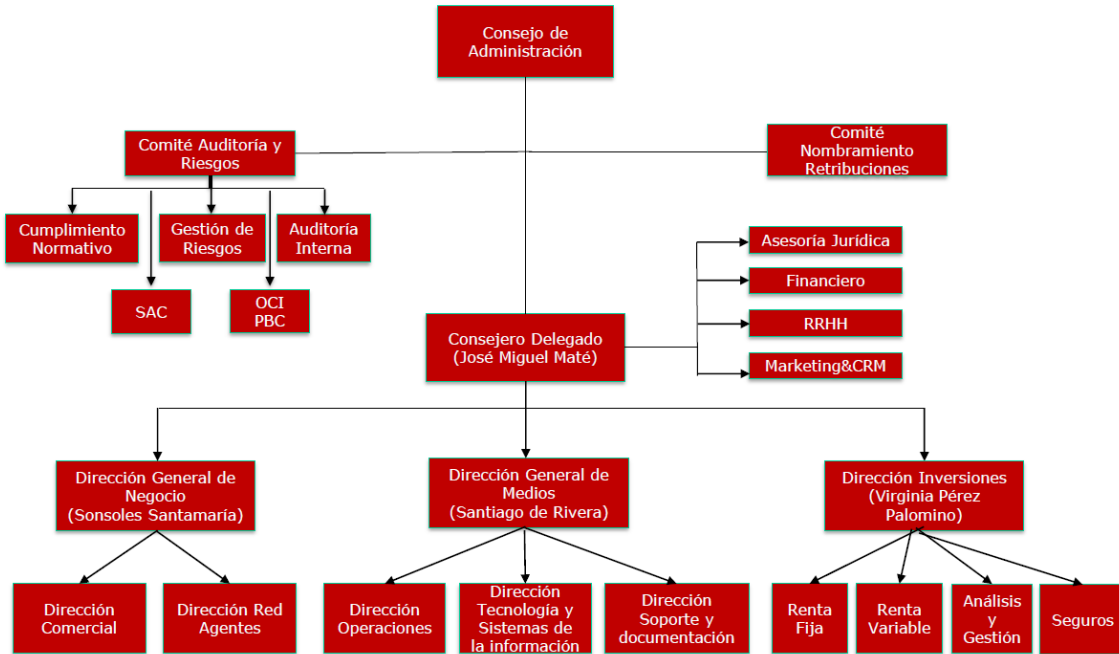 Consejo de
Administración
Comité Auditoría y
Riesgos
Comité
Nombramiento
Retribuciones
Cumplimiento
Normativo
Gestión de
Riesgos
Auditoría
Interna
SAC
OCI
PBC
Asesoría Jurídica
Financiero
RRHH
Marketing&CRM
Consejero Delegado
(José Miguel Maté)
Dirección General de
Negocio
(Sonsoles Santamaría)
Dirección General de
Medios
(Santiago de Rivera)
Dirección Inversiones
(Virginia Pérez
Palomino)
Dirección
Comercial
Dirección Red
Agentes
Dirección
Operaciones
Dirección
Tecnología y
Sistemas de
la información
Dirección
Soporte y
documentación
Renta
Fija
Renta
Variable
Análisis
y
Gestión
Seguros